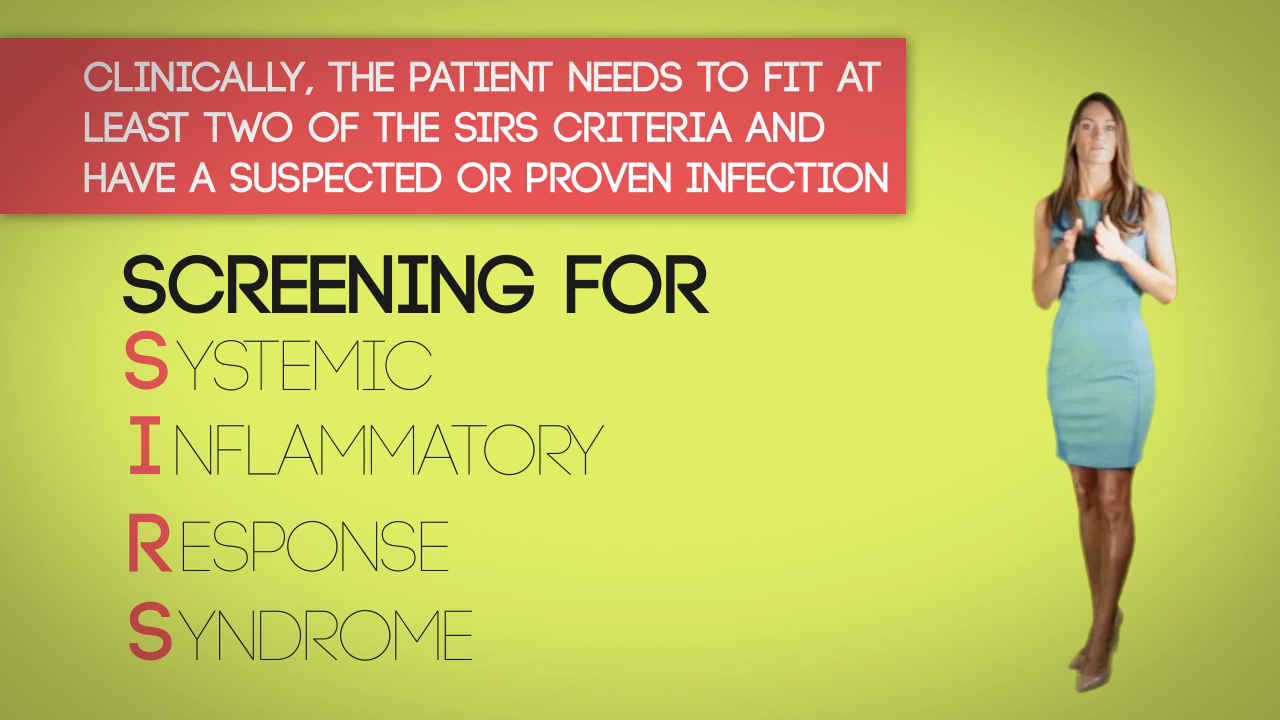 CLINICALLY, THE PATIENT NEEDS TO FIT AT
LEAST TWO OF THE SIRS CRITERIA AND
HAVE A SUSPECTED OR PROVEN INFECTION
SCREENING FOR
SYSTEMIC
INFLAMMATORY
RESPONSE
SYNDROME